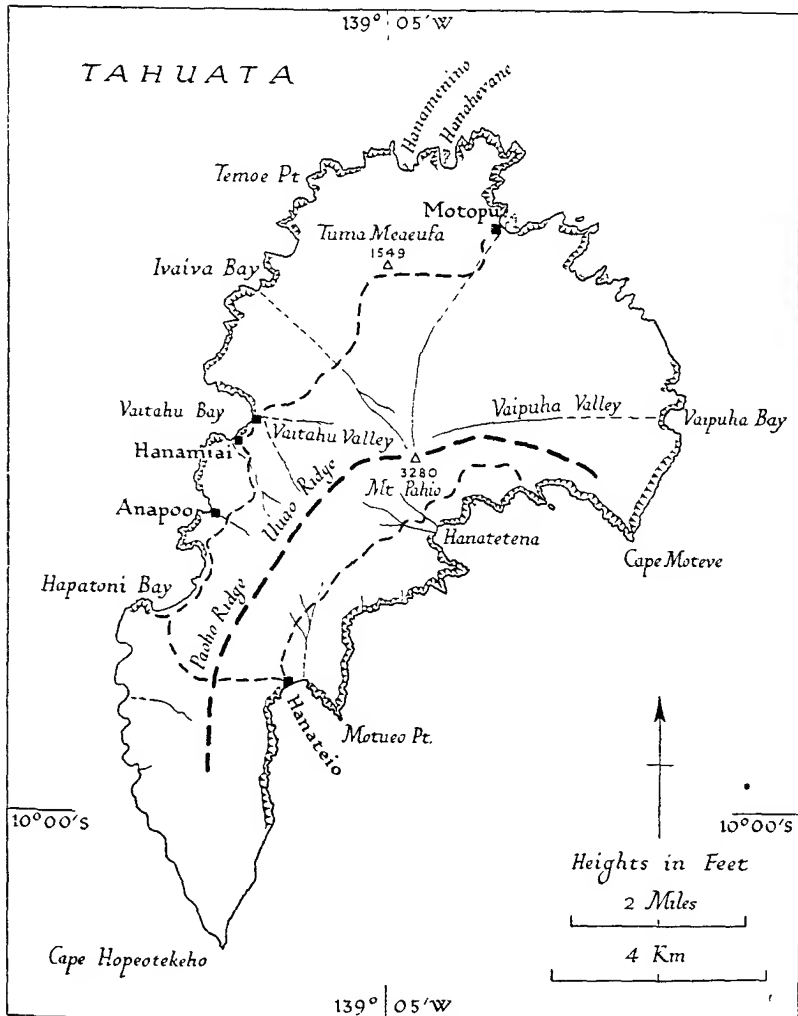 139° 05'W
TAHUATA
Hanamenino
Hanahevane
Temoe Pt
Motopu
Tuma Meaeufa
1549
Ivaiva Bay
Vaitahu Bay
Vaitahu Valley
Vaipuha Valley
Vaipuha Bay
Hanamiai
3280
Mt Pahio
Uuao Ridge
Anapoo
Hanatetena
Cape Moteve
Hapatoni Bay
Paoho Ridge
Hanateio
Motueo Pt.
10°00's
10°00's
Heights in Feet
2 Miles
4 Km
Cape Hopeotekeho
139° 05'W